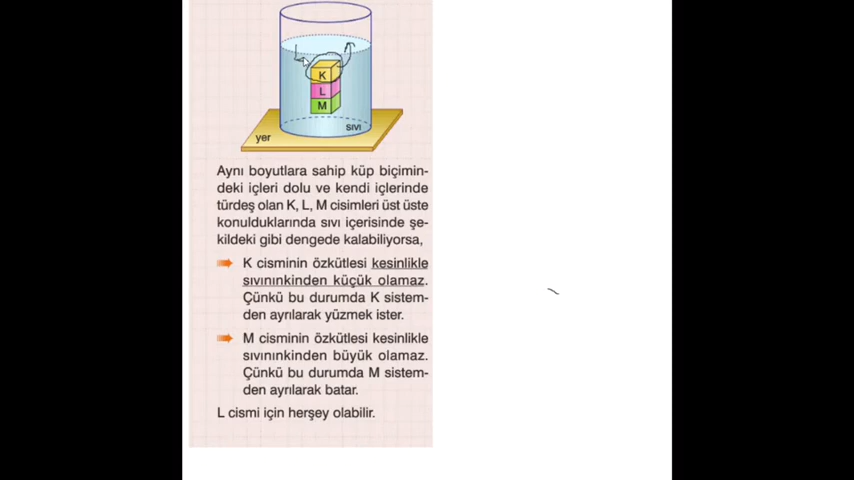 K
L
M
sıvı
yer
Aynı boyutlara sahip küp biçimin-
deki içleri dolu ve kendi içlerinde
türdeş olan K, L, M cisimleri üst üste
konulduklarında sıvı içerisinde şe-
kildeki gibi dengede kalabiliyorsa,
K cisminin özkütlesi kesinlikle
sıvınınkinden küçük olamaz.
Çünkü bu durumda K sistem-
den ayrılarak yüzmek ister.
M cisminin özkütlesi kesinlikle
sıvınınkinden büyük olamaz.
Çünkü bu durumda M sistem-
den ayrılarak batar.
L cismi için herşey olabilir.